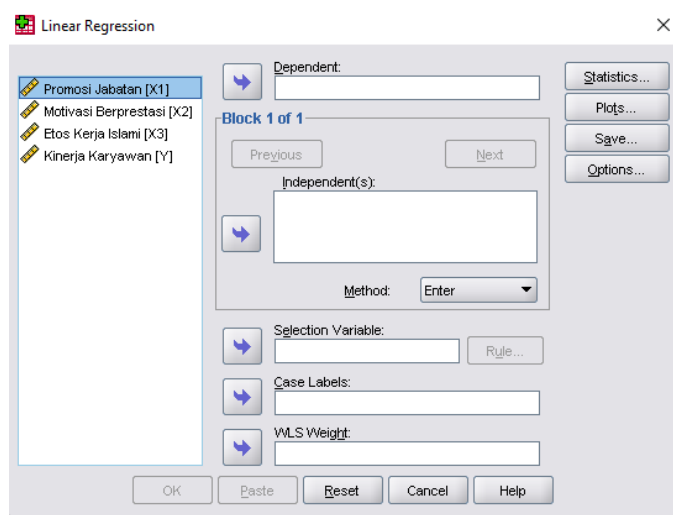 Linear Regression
Promosi Jabatan [X1]
Motivasi Berprestasi [X2]
Etos Kerja Islami [X3]
Kinerja Karyawan [Y]
Dependent:
Block 1 of 1
Previous
Next
Independent(s):
Method:
Enter
Selection Variable:
Rule...
Case Labels:
WLS Weight:
Statistics...
Plots...
Save...
Options...
OK
Paste
Reset
Cancel
Help